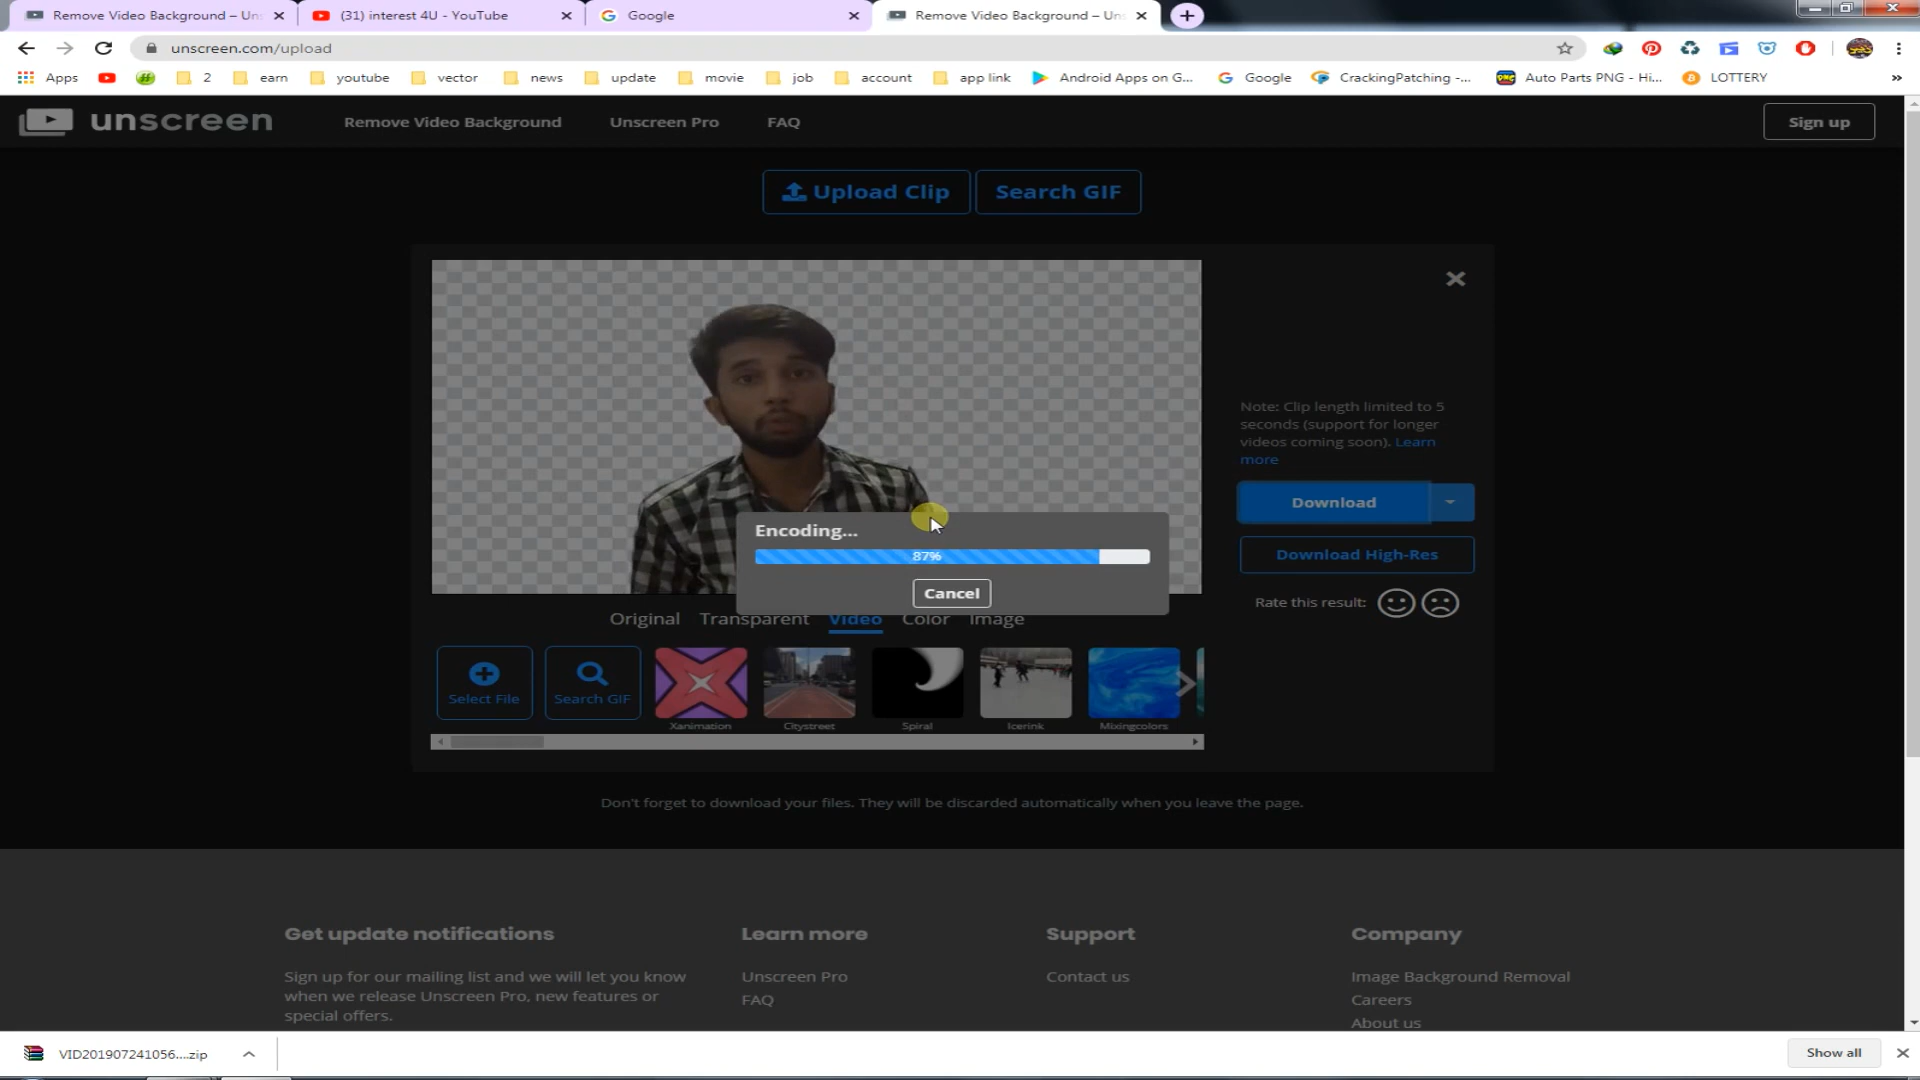 Remove Video Background – Un
(31) interest 4U - YouTube
Google
Remove Video Background – Un
unscreen.com/upload
Apps
2
earn
youtube
vector
news
update
movie
job
account
app link
Android Apps on G...
Google
CrackingPatching -...
Auto Parts PNG - Hi...
LOTTERY
»
unscreen
Remove Video Background
Unscreen Pro
FAQ
Sign up
Upload Clip
Search GIF
Note: Clip length limited to 5
seconds (support for longer
videos coming soon). Learn
more
Download
Download High-Res
Rate this result:
Encoding...
87%
Cancel
Original
Transparent
Video
Color
Image
Select File
Search GIF
Xanimation
Citystreet
Spiral
Icerink
Mixingcolors
Don't forget to download your files. They will be discarded automatically when you leave the page.
Get update notifications
Sign up for our mailing list and we will let you know
when we release Unscreen Pro, new features or
special offers.
Learn more
Unscreen Pro
FAQ
Support
Contact us
Company
Image Background Removal
Careers
About us
VID201907241056....zip
Show all